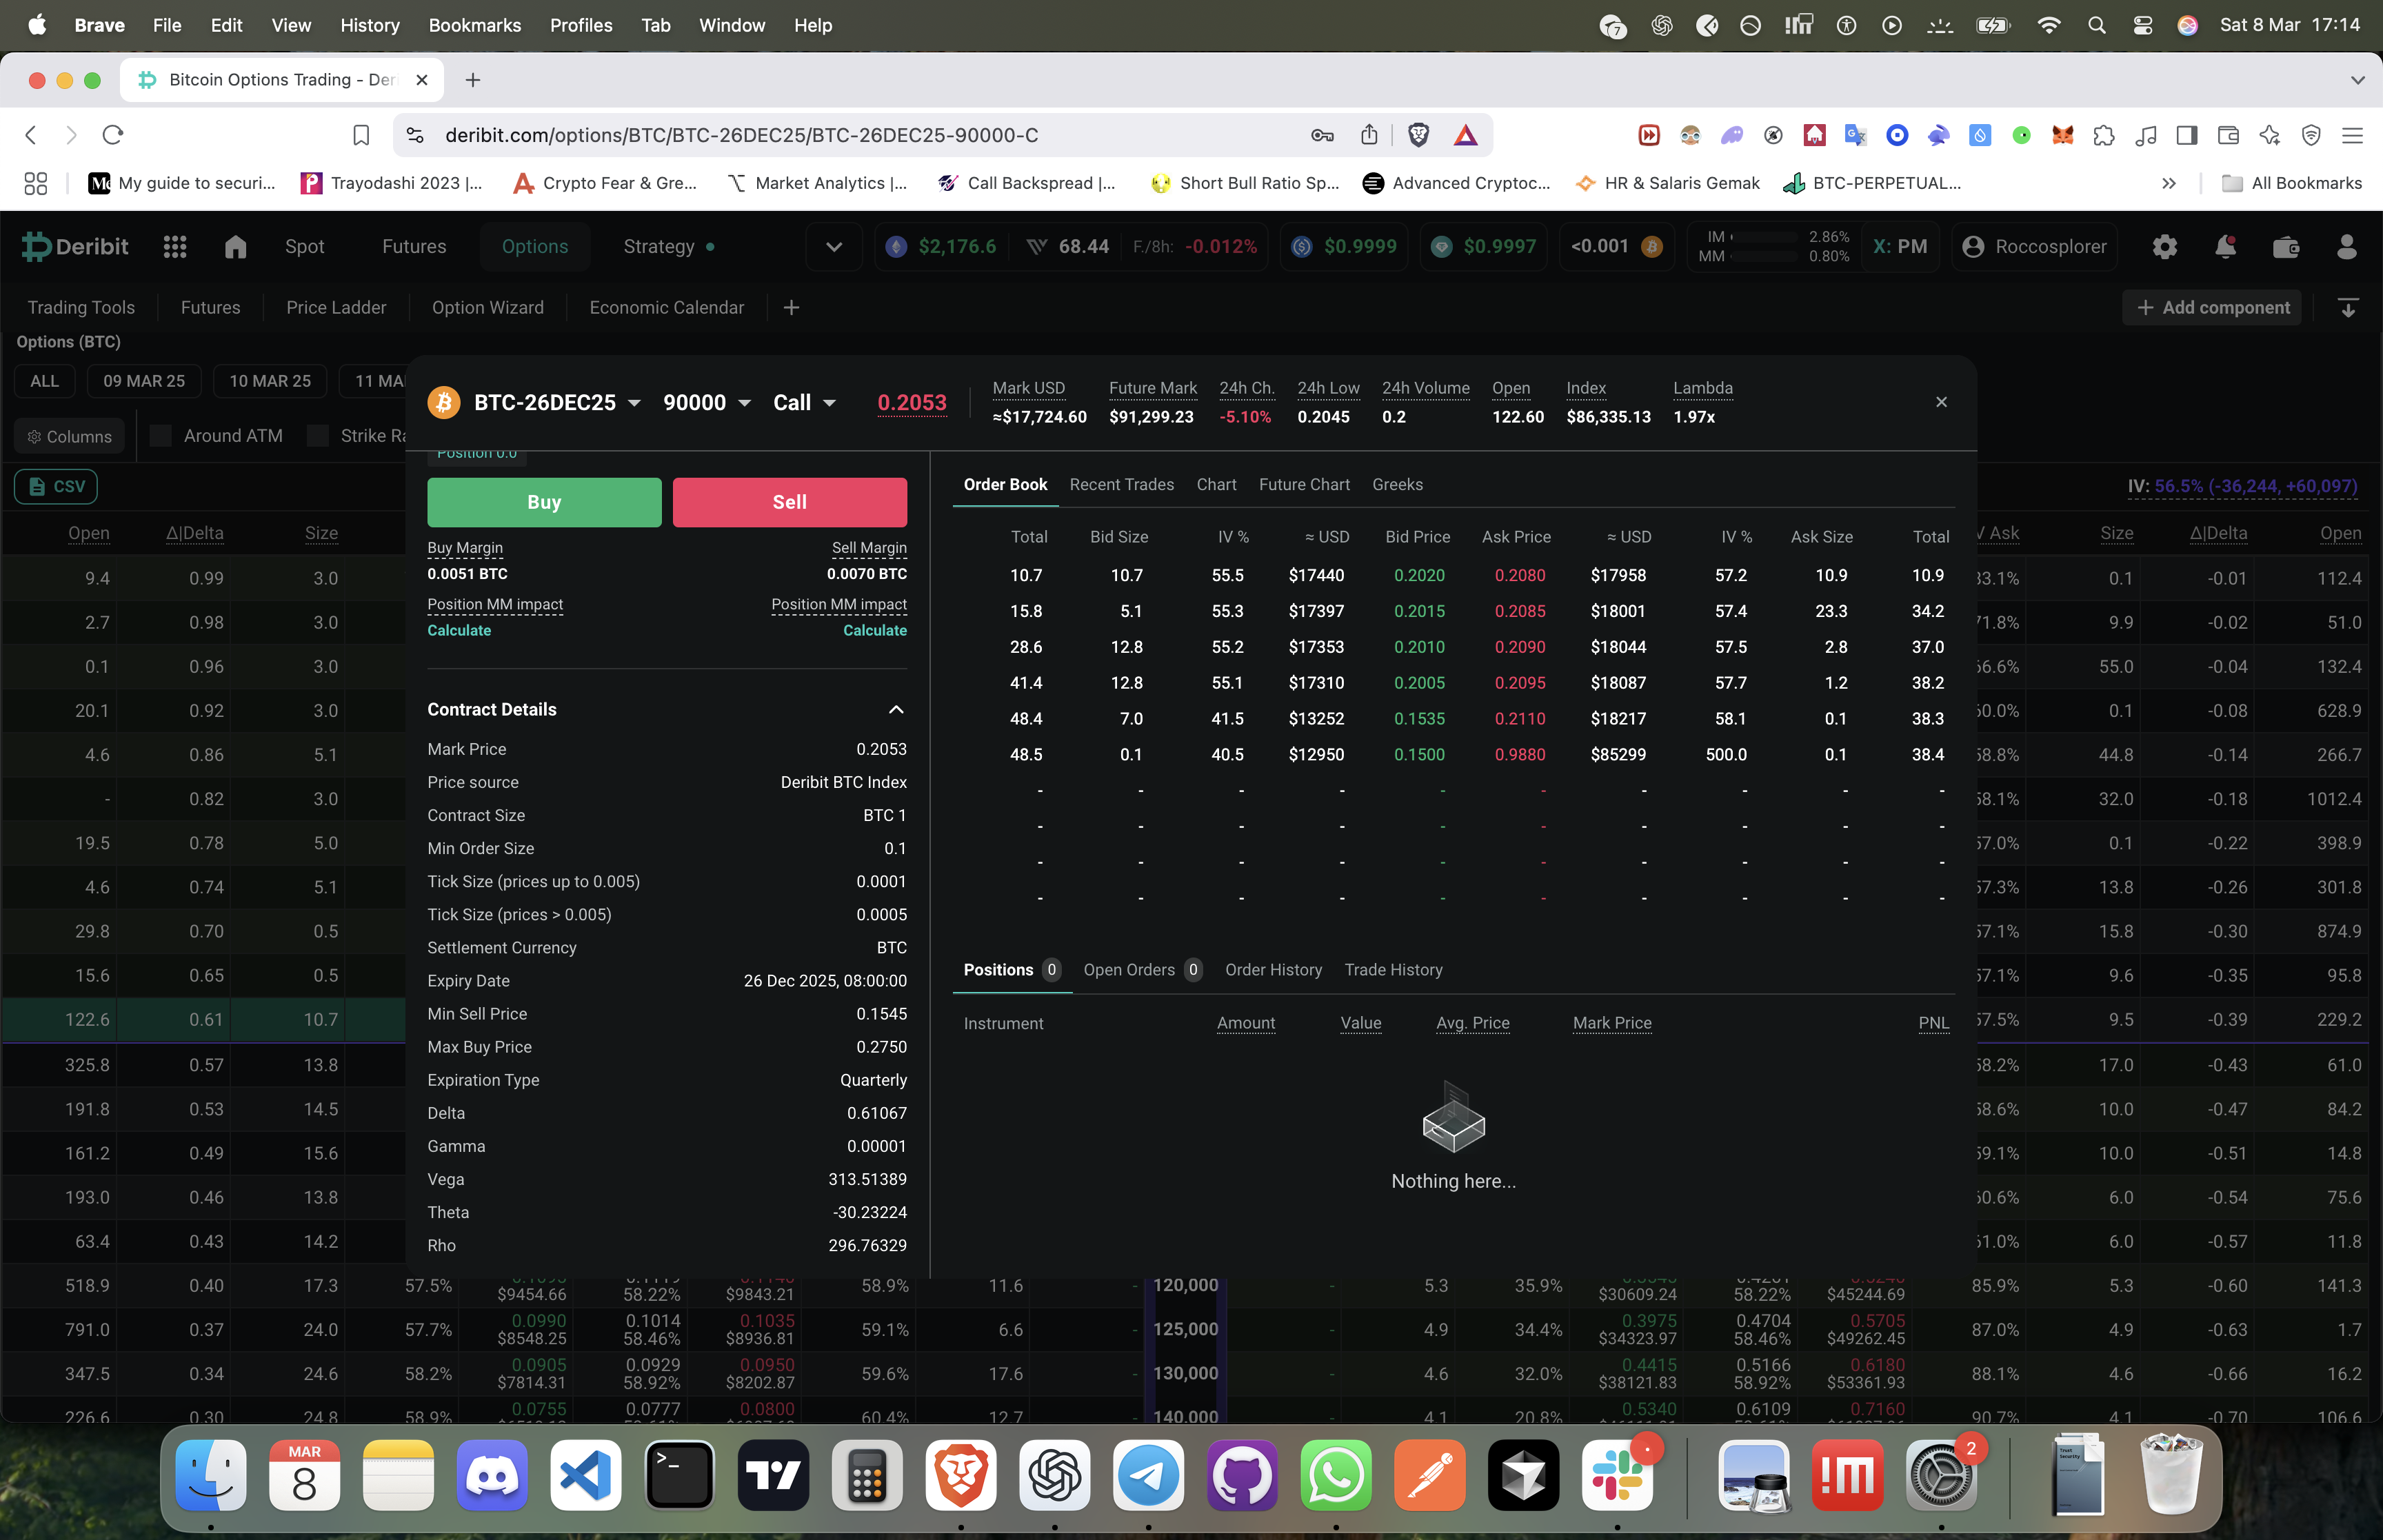 Brave File Edit View History Bookmarks Profiles Tab Window Help 7 Sat 8 Mar 17:14
Bitcoin Options Trading - Der
deribit.com/options/BTC/BTC-26DEC25/BTC-26DEC25-90000-C
My guide to securi... Trayodashi 2023 |... Crypto Fear & Gre... Market Analytics |... Call Backspread |... Short Bull Ratio Sp... Advanced Cryptoc... HR & Salaris Gemak BTC-PERPETUAL... All Bookmarks
Deribit Spot Futures Options Strategy $2,176.6 68.44 F./8h: -0.012% $0.9999 $0.9997 <0.001 IM 2.86% MM 0.80% X: PM Roccosplorer
Trading Tools Futures Price Ladder Option Wizard Economic Calendar + Add component
Options (BTC)
ALL 09 MAR 25 10 MAR 25 11 MA
Columns Around ATM Strike Ra
CSV IV: 56.5% (-36,244, +60,097)
BTC-26DEC25 90000 Call 0.2053
Mark USD Future Mark 24h Ch. 24h Low 24h Volume Open Index Lambda
≈$17,724.60 $91,299.23 -5.10% 0.2045 0.2 122.60 $86,335.13 1.97x
Position 0.0
Buy Sell
Buy Margin Sell Margin
0.0051 BTC 0.0070 BTC
Position MM impact Position MM impact
Calculate Calculate
Contract Details
Mark Price 0.2053
Price source Deribit BTC Index
Contract Size BTC 1
Min Order Size 0.1
Tick Size (prices up to 0.005) 0.0001
Tick Size (prices > 0.005) 0.0005
Settlement Currency BTC
Expiry Date 26 Dec 2025, 08:00:00
Min Sell Price 0.1545
Max Buy Price 0.2750
Expiration Type Quarterly
Delta 0.61067
Gamma 0.00001
Vega 313.51389
Theta -30.23224
Rho 296.76329
Order Book Recent Trades Chart Future Chart Greeks
Total Bid Size IV % ≈ USD Bid Price Ask Price ≈ USD IV % Ask Size Total
10.7 10.7 55.5 $17440 0.2020 0.2080 $17958 57.2 10.9 10.9
15.8 5.1 55.3 $17397 0.2015 0.2085 $18001 57.4 23.3 34.2
28.6 12.8 55.2 $17353 0.2010 0.2090 $18044 57.5 2.8 37.0
41.4 12.8 55.1 $17310 0.2005 0.2095 $18087 57.7 1.2 38.2
48.4 7.0 41.5 $13252 0.1535 0.2110 $18217 58.1 0.1 38.3
48.5 0.1 40.5 $12950 0.1500 0.9880 $85299 500.0 0.1 38.4
- - - - - - - - - -
- - - - - - - - - -
- - - - - - - - - -
- - - - - - - - - -
Positions 0 Open Orders 0 Order History Trade History
Instrument Amount Value Avg. Price Mark Price PNL
Nothing here...
Open Δ|Delta Size
9.4 0.99 3.0
2.7 0.98 3.0
0.1 0.96 3.0
20.1 0.92 3.0
4.6 0.86 5.1
- 0.82 3.0
19.5 0.78 5.0
4.6 0.74 5.1
29.8 0.70 0.5
15.6 0.65 0.5
122.6 0.61 10.7
325.8 0.57 13.8
191.8 0.53 14.5
161.2 0.49 15.6
193.0 0.46 13.8
63.4 0.43 14.2
V Ask Size Δ|Delta Open
33.1% 0.1 -0.01 112.4
71.8% 9.9 -0.02 51.0
66.6% 55.0 -0.04 132.4
60.0% 0.1 -0.08 628.9
58.8% 44.8 -0.14 266.7
58.1% 32.0 -0.18 1012.4
57.0% 0.1 -0.22 398.9
57.3% 13.8 -0.26 301.8
57.1% 15.8 -0.30 874.9
57.1% 9.6 -0.35 95.8
57.5% 9.5 -0.39 229.2
58.2% 17.0 -0.43 61.0
58.6% 10.0 -0.47 84.2
59.1% 10.0 -0.51 14.8
60.6% 6.0 -0.54 75.6
61.0% 6.0 -0.57 11.8
518.9 0.40 17.3 57.5% $9454.66 58.22% $9843.21 58.9% 11.6 - 120,000 - 5.3 35.9% $30609.24 58.22% $45244.69 85.9% 5.3 -0.60 141.3
0.0990 0.1014 0.1035 0.3975 0.4704 0.5705
791.0 0.37 24.0 57.7% $8548.25 58.46% $8936.81 59.1% 6.6 - 125,000 - 4.9 34.4% $34323.97 58.46% $49262.45 87.0% 4.9 -0.63 1.7
0.0905 0.0929 0.0950 0.4415 0.5166 0.6180
347.5 0.34 24.6 58.2% $7814.31 58.92% $8202.87 59.6% 17.6 - 130,000 - 4.6 32.0% $38121.83 58.92% $53361.93 88.1% 4.6 -0.66 16.2
0.0755 0.0777 0.0800 0.5340 0.6109 0.7160
226.6 0.30 24.8 58.9% 60.4% 12.7 - 140,000 - 4.1 20.8% 90.7% 4.1 -0.70 106.6
MAR
8
2